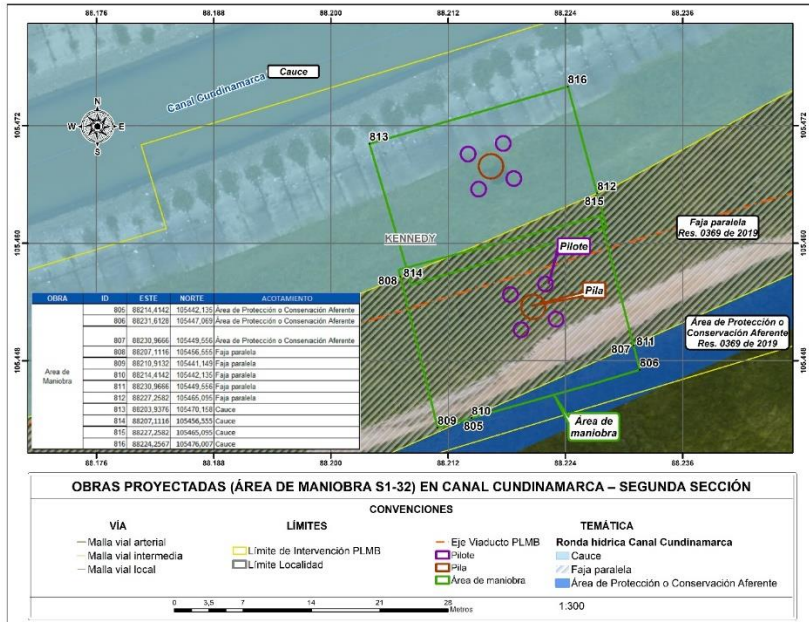 88.176 88.188 88.200 88.212 88.224 88.236
Canal Cundinamarca
Cauce
N
W E
S
105.472 105.472
816
813
812
815
KENNEDY
Faja paralela
Res. 0369 de 2019
105.460 105.460
Pilote
814
808
Pila
Área de Protección o
Conservación Aferente
Res. 0369 de 2019
811
807
806
105.448
810
809
805
Área de
maniobra
OBRA ID ESTE NORTE ACOTAMIENTO
Area de
Maniobra
805 88214,4142 105442,135 Área de Protección o Conservación Aferente
806 88231,6128 105447,069 Área de Protección o Conservación Aferente
807 88230,9666 105449,556 Área de Protección o Conservación Aferente
808 88207,1116 105456,555 Faja paralela
809 88210,9132 105441,149 Faja paralela
810 88214,4142 105442,135 Faja paralela
811 88230,9666 105449,556 Faja paralela
812 88227,2582 105465,095 Faja paralela
813 88203,9376 105470,158 Cauce
814 88207,1116 105456,555 Cauce
815 88227,2582 105465,095 Cauce
816 88224,2567 105476,007 Cauce
88.176 88.188 88.200 88.212 88.224 88.236
OBRAS PROYECTADAS (ÁREA DE MANIOBRA S1-32) EN CANAL CUNDINAMARCA – SEGUNDA SECCIÓN
CONVENCIONES
VÍA
Malla vial arterial
Malla vial intermedia
Malla vial local
LÍMITES
Límite de Intervención PLMB
Límite Localidad
Eje Viaducto PLMB
Pilote
Pila
Área de maniobra
TEMÁTICA
Ronda hídrica Canal Cundinamarca
Cauce
Faja paralela
Área de Protección o Conservación Aferente
0 3,5 7 14 21 28
Metros
1:300